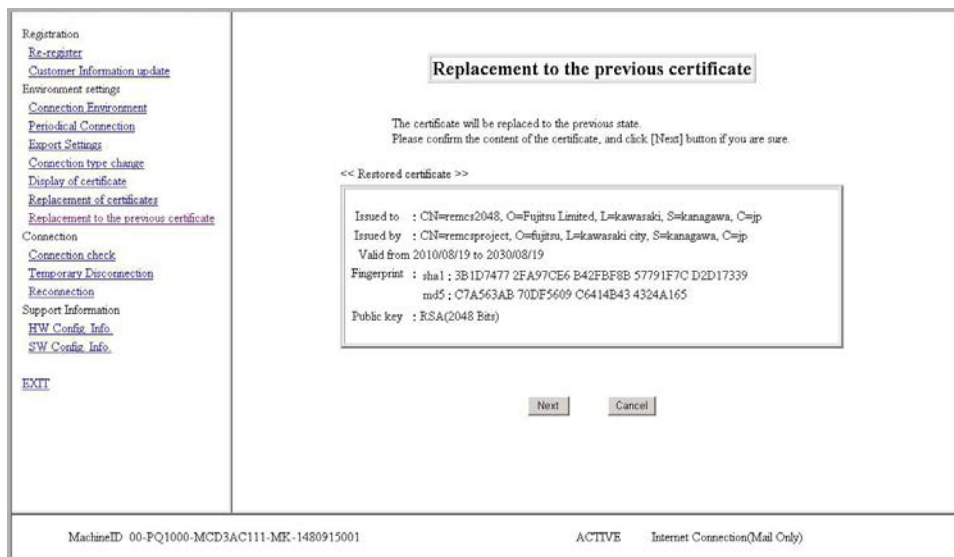 Registration
Re-register
Customer Information update
Environment settings
Connection Environment
Periodical Connection
Export Settings
Connection type change
Display of certificate
Replacement of certificates
Replacement to the previous certificate
Connection
Connection check
Temporary Disconnection
Reconnection
Support Information
HW Config. Info.
SW Config. Info.
EXIT
Replacement to the previous certificate
The certificate will be replaced to the previous state.
Please confirm the content of the certificate, and click [Next] button if you are sure.
<< Restored certificate >>
Issued to : CN=remcs2048, O=Fujitsu Limited, L=kawasaki, S=kanagawa, C=jp
Issued by : CN=remcsproject, O=fujitsu, L=kawasaki city, S=kanagawa, C=jp
Valid from 2010/08/19 to 2030/08/19
Fingerprint : sha1 : 3B1D7477 2FA97CE6 B42FBF8B 57791F7C D2D17339
md5 : C7A563AB 70DF5609 C6414B43 4324A165
Public key : RSA(2048 Bits)
Next Cancel
MachineID 00-PQ1000-MCD3AC111-MK-1480915001 ACTIVE Internet Connection(Mail Only)